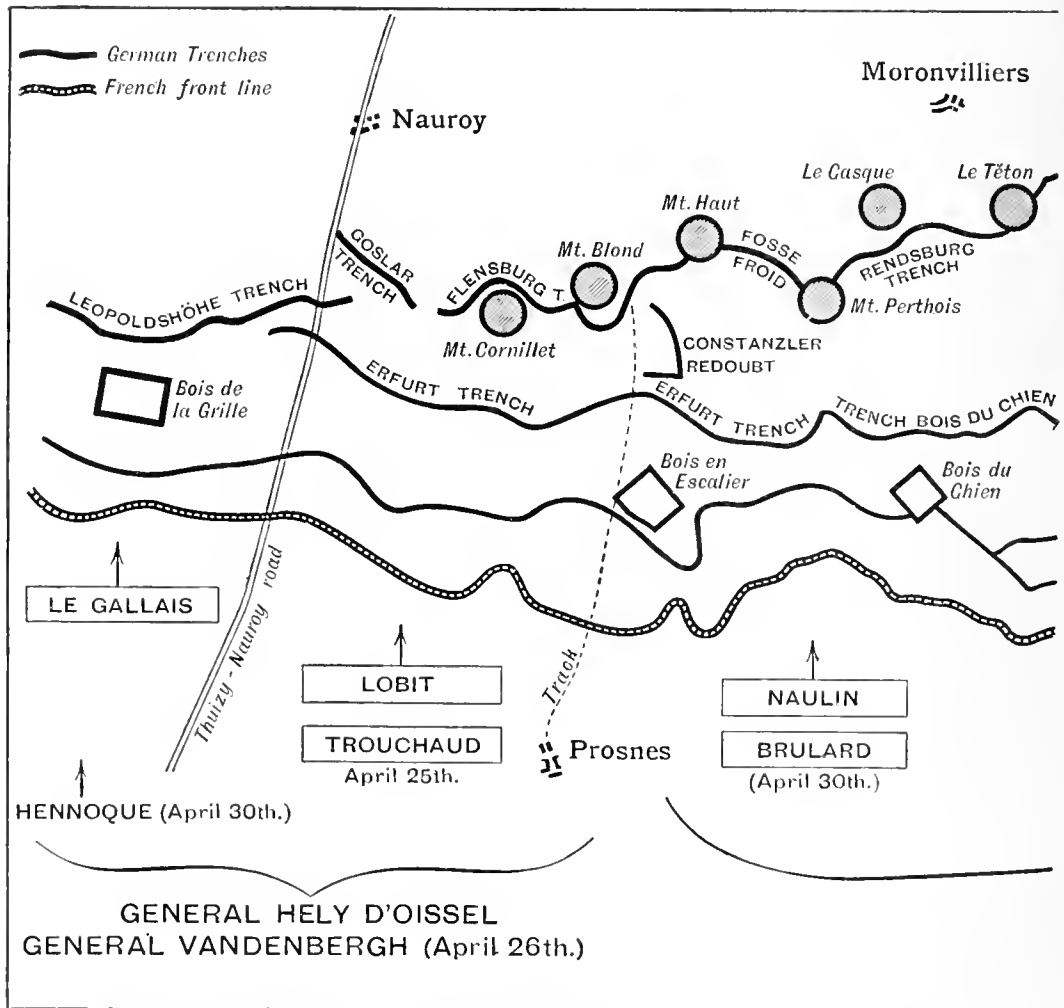 German Trenches
French front line
Nauroy
Moronvilliers
Le Casque
Le Têton
Mt. Haut
Mt. Blond
FOSSE
FROID
RENDSBURG
TRENCH
GOSLAR
TRENCH
FLENSBURG T.
LEOPOLDSHÖHE TRENCH
Mt. Perthois
Mt. Cornillet
CONSTANZLER
REDOUBT
Bois de
la Grille
ERFURT TRENCH
ERFURT TRENCH
TRENCH BOIS DU CHIEN
Bois en
Escalier
Bois du
Chien
LE GALLAIS
Thuizy-Nauroy road
LOBIT
TROUCHAUD
April 25th.
Track
Prosnes
NAULIN
BRULARD
(April 30th.)
HENNOQUE (April 30th.)
GENERAL HELY D'OISSEL
GENERAL VANDENBERGH (April 26th.)